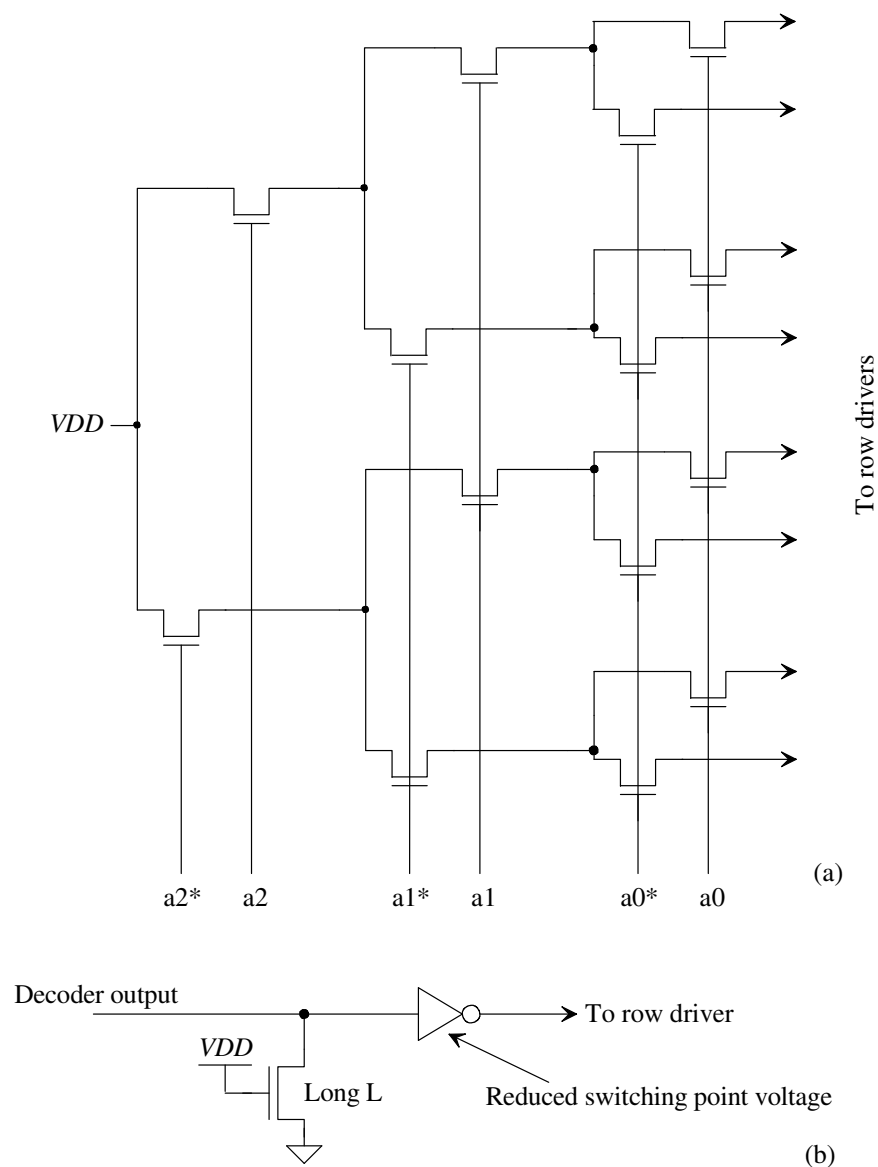 To row drivers
VDD
(a)
a2* a2 a1* a1 a0* a0
Decoder output
To row driver
VDD
Long L
Reduced switching point voltage
(b)